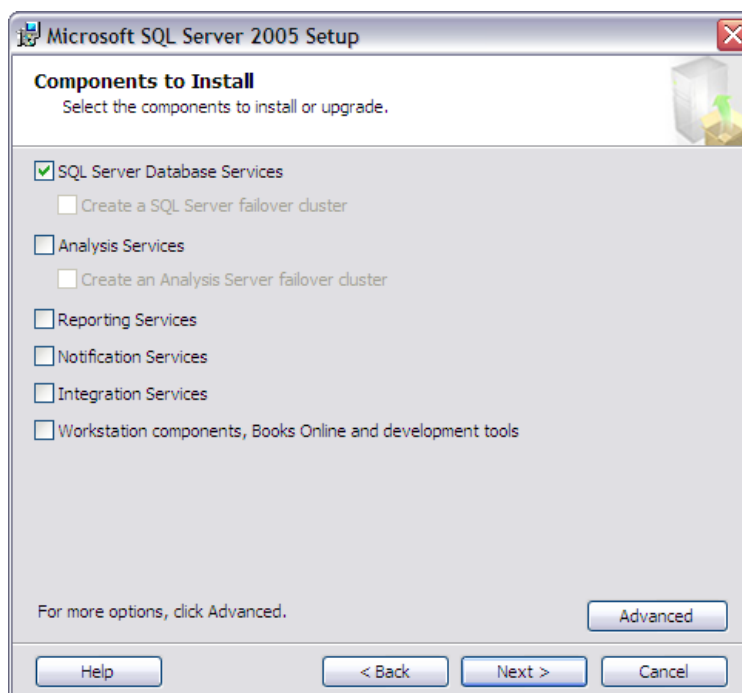 Microsoft SQL Server 2005 Setup
Components to Install
Select the components to install or upgrade.
SQL Server Database Services
Create a SQL Server failover cluster
Analysis Services
Create an Analysis Server failover cluster
Reporting Services
Notification Services
Integration Services
Workstation components, Books Online and development tools
For more options, click Advanced.
Advanced
Help
< Back
Next >
Cancel